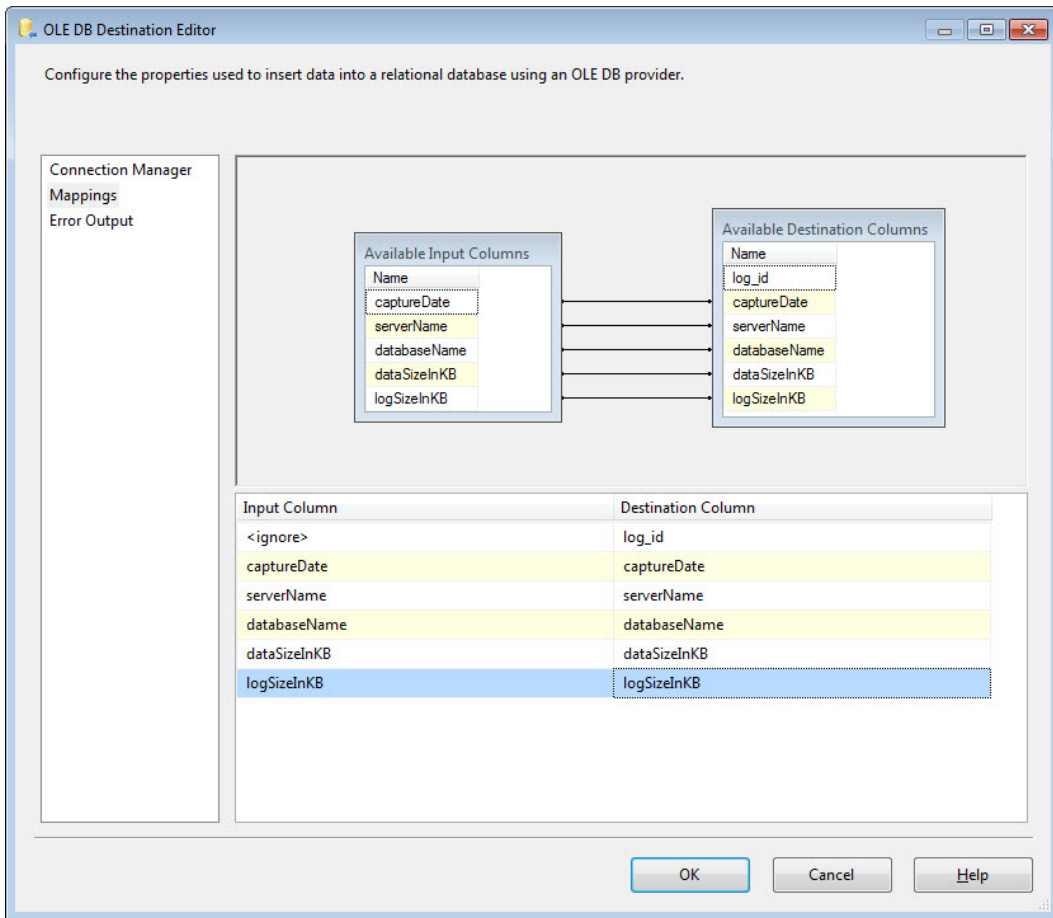 OLE DB Destination Editor
Configure the properties used to insert data into a relational database using an OLE DB provider.
Connection Manager
Mappings
Error Output
Available Input Columns
Name
captureDate
serverName
databaseName
dataSizeInKB
logSizeInKB
Available Destination Columns
Name
log_id
captureDate
serverName
databaseName
dataSizeInKB
logSizeInKB
Input Column Destination Column
<ignore> log_id
captureDate captureDate
serverName serverName
databaseName databaseName
dataSizeInKB dataSizeInKB
logSizeInKB logSizeInKB
OK Cancel Help